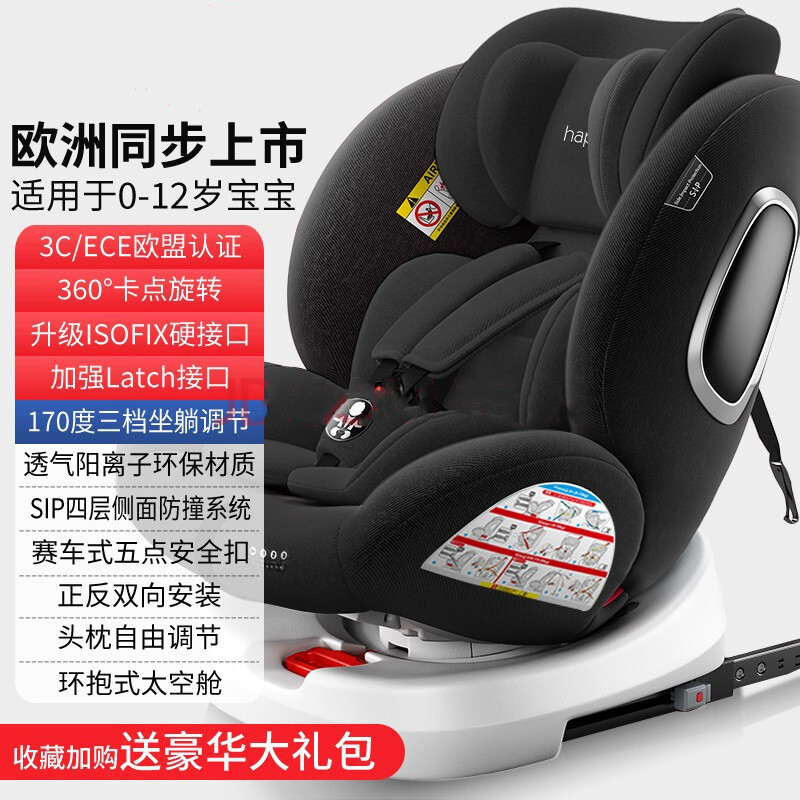 欧洲同步上市
适用于0-12岁宝宝
3C/ECE欧盟认证
360°卡点旋转
升级ISOFIX硬接口
加强Latch接口
170度三档坐躺调节
透气阳离子环保材质
SIP四层侧面防撞系统
赛车式五点安全扣
正反双向安装
头枕自由调节
环抱式太空舱
收藏加购送豪华大礼包
hap
Side Impact Protection
SIP